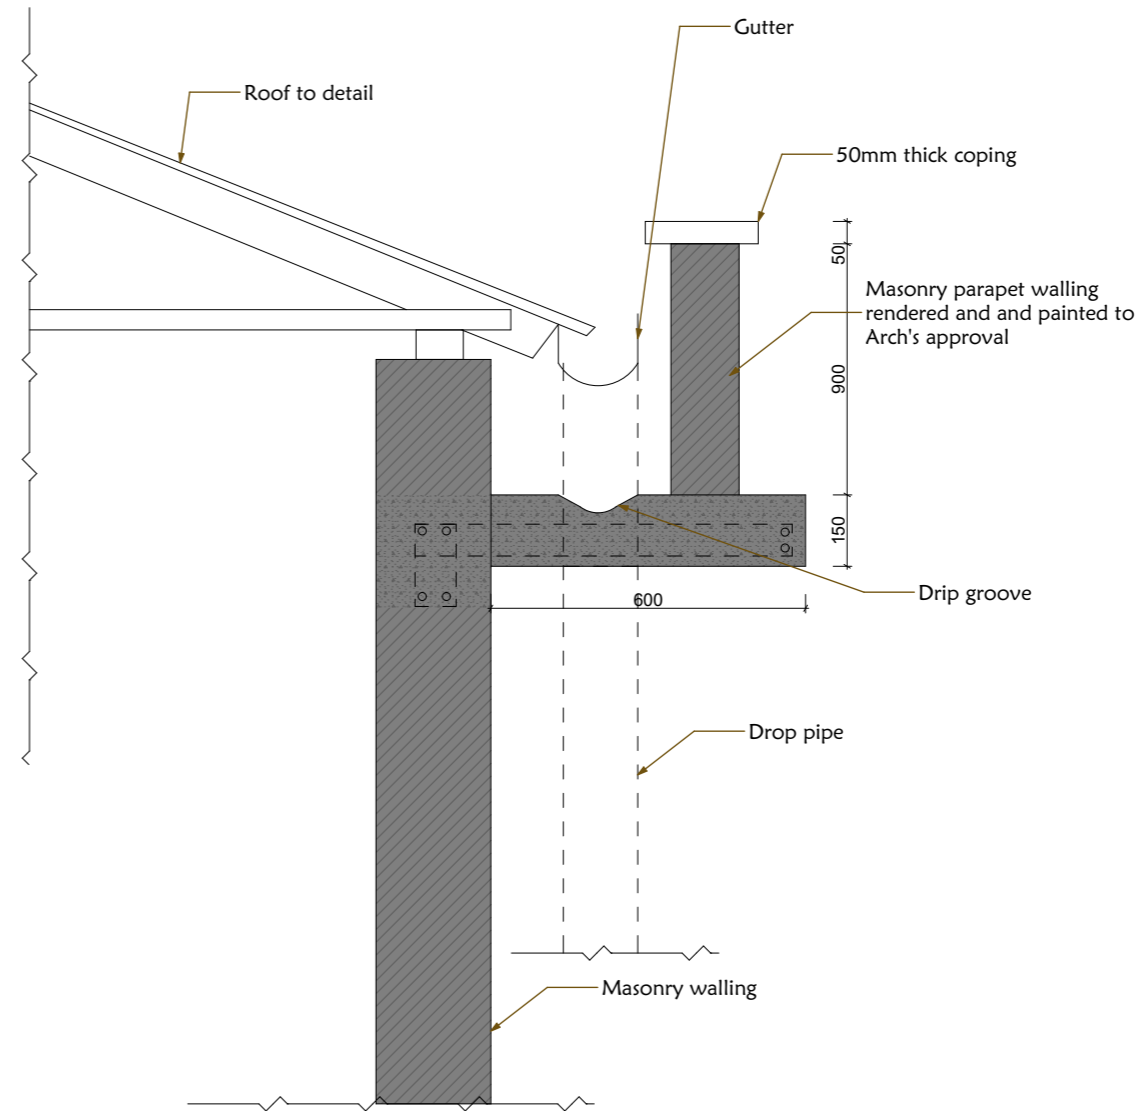 Gutter
Roof to detail
50mm thick coping
50
Masonry parapet walling
rendered and and painted to
Arch's approval
900
150
Drip groove
600
Drop pipe
Masonry walling